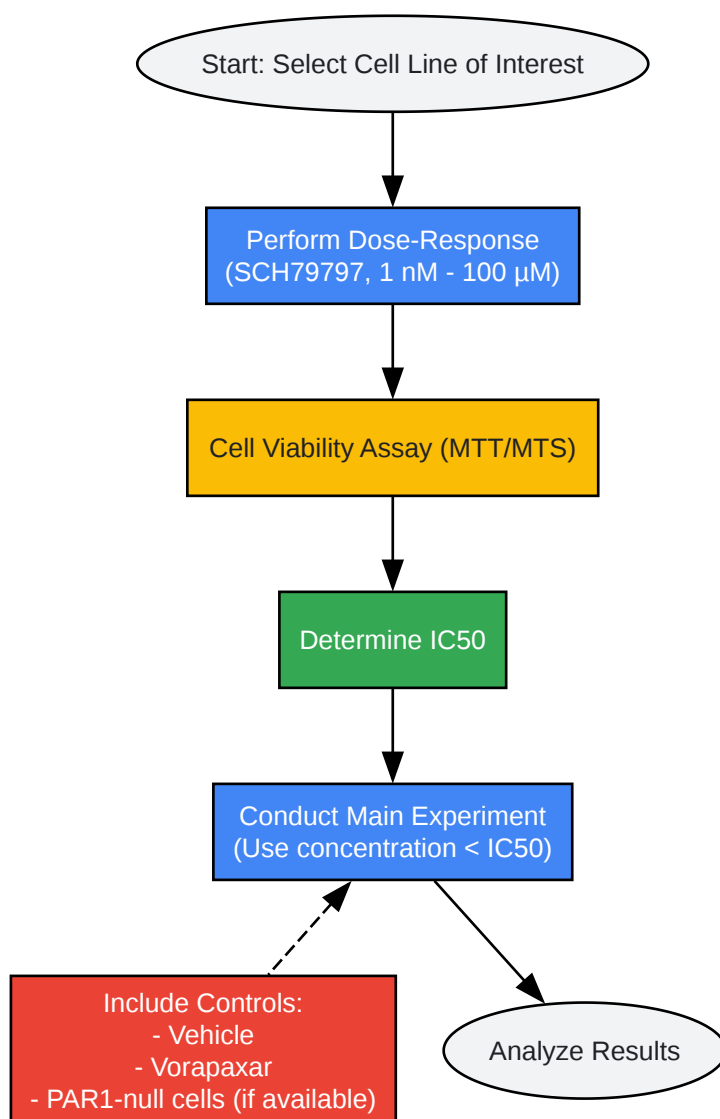 Start: Select Cell Line of Interest
Perform Dose-Response
(SCH79797, 1 nM - 100 µM)
Cell Viability Assay (MTT/MTS)
Determine IC50
Conduct Main Experiment
(Use concentration < IC50)
Include Controls:
- Vehicle
- Vorapaxar
- PAR1-null cells (if available)
Analyze Results